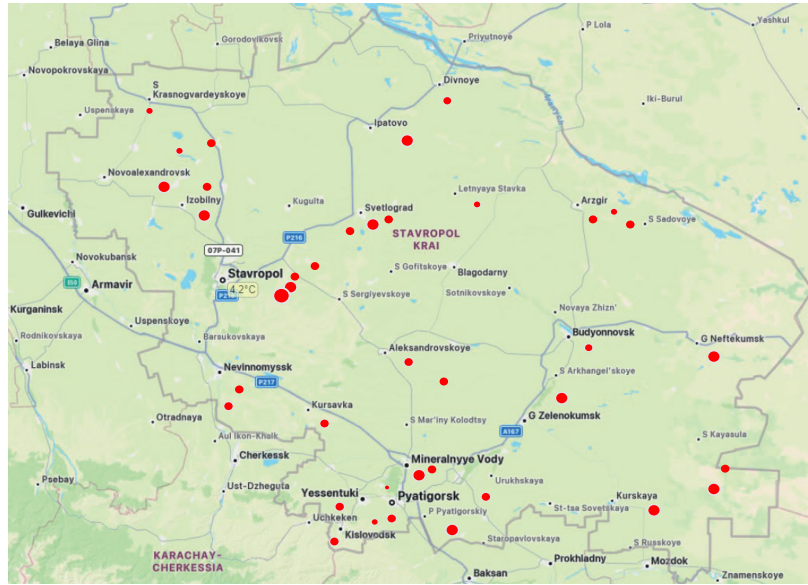 P Lola
Yashkul
Belaya Glina
Gorodovikovsk
Priyutnoye
Novopokrovskaya
Divnoye
S
Krasnogvardeyskoye
Iki-Burul
Uspenskaya
Manych
Ipatovo
Novoalexandrovsk
Letnyaya Stavka
Izobilny
Kugulta
Svetlograd
Arzgir
Gulkevichi
S Sadovoye
P216
STAVROPOL
KRAI
07P-041
Novokubansk
Stavropol
S Gofitskoye
Blagodarny
E50
Armavir
4.2°C
S Sergiyevskoye
Sotnikovskoye
Kurganinsk
Novaya Zhizn'
Uspenskoye
Rodnikovskaya
Barsukovskaya
Budyonnovsk
G Neftekumsk
Aleksandrovskoye
Labinsk
Nevinnomyssk
S Arkhangel'skoye
P217
Kursavka
Otradnaya
S Mar'iny Kolodtsy
G Zelenokumsk
A167
Aul Ikon-Khalk
S Kayasula
Cherkessk
Mineralnyye Vody
Psebay
Ust-Dzheguta
Urukhskaya
Yessentuki
Pyatigorsk
Kurskaya
St-tsa Sovetskaya
Uchkeken
P Pyatigorskiy
Kislovodsk
Staropavlovskaya
S Russkoye
KARACHAY-
CHERKESSIA
Prokhladny
Mozdok
Baksan
Znamenskoye